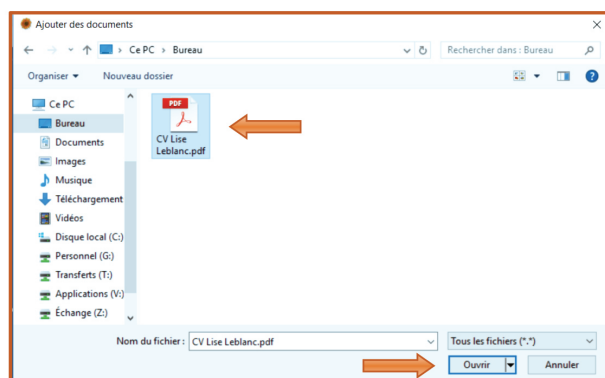 Ajouter des documents
Ce PC > Bureau
Rechercher dans : Bureau
Organiser
Nouveau dossier
Ce PC
Bureau
Documents
Images
Musique
Téléchargement
Vidéos
Disque local (C:)
Personnel (G:)
Transferts (T:)
Applications (V:)
Échange (Z:)
PDF
CV Lise
Leblanc.pdf
Nom du fichier : CV Lise Leblanc.pdf
Tous les fichiers (*.*)
Ouvrir
Annuler